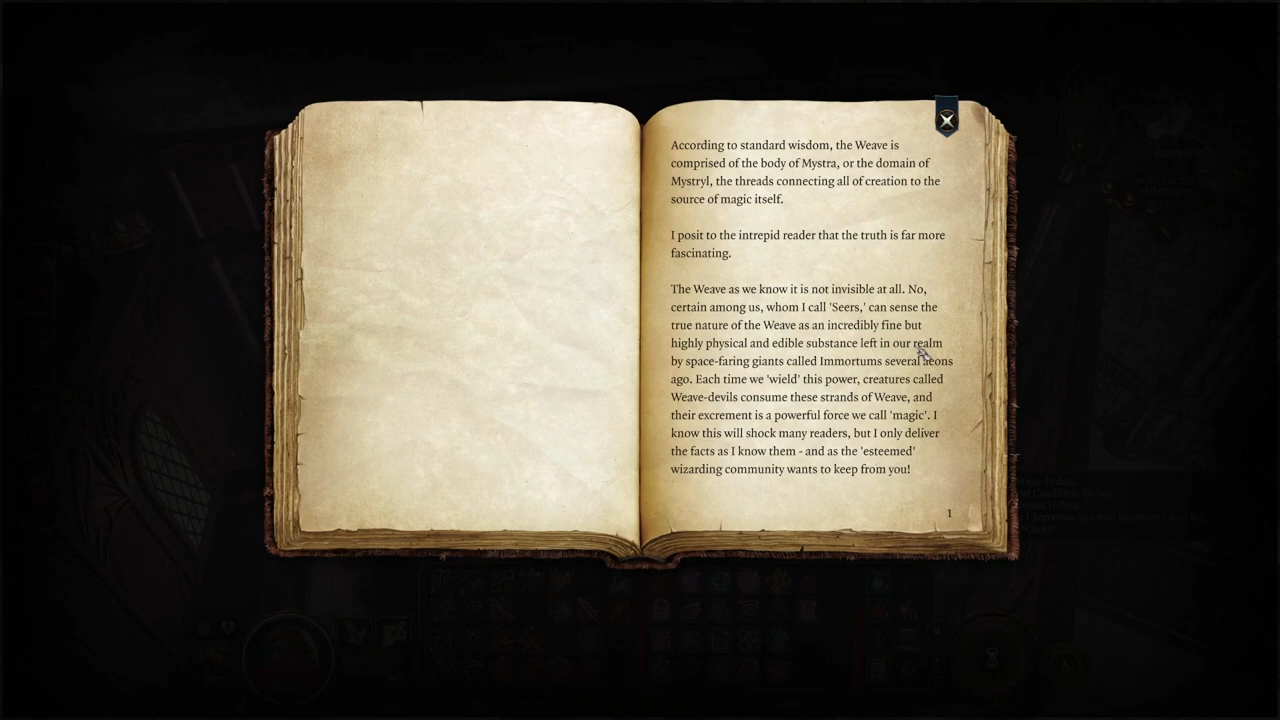 According to standard wisdom, the Weave is
comprised of the body of Mystra, or the domain of
Mystryl, the threads connecting all of creation to the
source of magic itself.
I posit to the intrepid reader that the truth is far more
fascinating.
The Weave as we know it is not invisible at all. No,
certain among us, whom I call 'Seers,' can sense the
true nature of the Weave as an incredibly fine but
highly physical and edible substance left in our realm
by space-faring giants called Immortums several aeons
ago. Each time we 'wield' this power, creatures called
Weave-devils consume these strands of Weave, and
their excrement is a powerful force we call 'magic'. I
know this will shock many readers, but I only deliver
the facts as I know them - and as the 'esteemed'
wizarding community wants to keep from you!
1